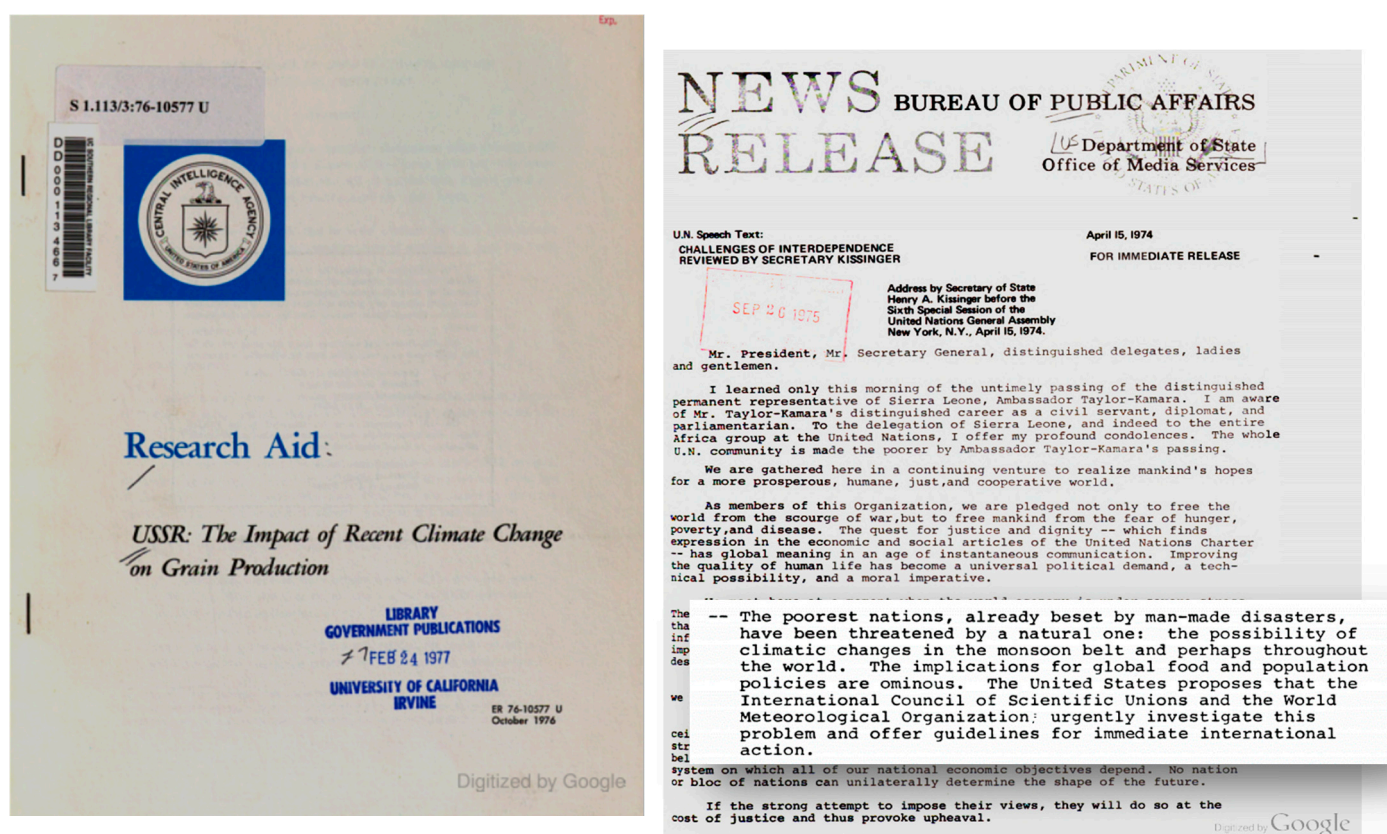 Exp.
S 1.113/3:76-10577 U
UC SOUTHERN REGIONAL LIBRARY FACILITY
D 000 113 466 7
CENTRAL INTELLIGENCE AGENCY
UNITED STATES OF AMERICA
Research Aid:
USSR: The Impact of Recent Climate Change
on Grain Production
LIBRARY
GOVERNMENT PUBLICATIONS
FEB 24 1977
UNIVERSITY OF CALIFORNIA
IRVINE
ER 76-10577 U
October 1976
Digitized by Google
NEWS
RELEASE
BUREAU OF PUBLIC AFFAIRS
US Department of State
Office of Media Services
U.N. Speech Text:
CHALLENGES OF INTERDEPENDENCE
REVIEWED BY SECRETARY KISSINGER
April 15, 1974
FOR IMMEDIATE RELEASE
SEP 26 1975
Address by Secretary of State
Henry A. Kissinger before the
Sixth Special Session of the
United Nations General Assembly
New York, N.Y., April 15, 1974.
Mr. President, Mr. Secretary General, distinguished delegates, ladies
and gentlemen.
I learned only this morning of the untimely passing of the distinguished
permanent representative of Sierra Leone, Ambassador Taylor-Kamara. I am aware
of Mr. Taylor-Kamara's distinguished career as a civil servant, diplomat, and
parliamentarian. To the delegation of Sierra Leone, and indeed to the entire
Africa group at the United Nations, I offer my profound condolences. The whole
U.N. community is made the poorer by Ambassador Taylor-Kamara's passing.
We are gathered here in a continuing venture to realize mankind's hopes
for a more prosperous, humane, just,and cooperative world.
As members of this Organization, we are pledged not only to free the
world from the scourge of war,but to free mankind from the fear of hunger,
poverty,and disease. The quest for justice and dignity -- which finds
expression in the economic and social articles of the United Nations Charter
-- has global meaning in an age of instantaneous communication. Improving
the quality of human life has become a universal political demand, a tech-
nical possibility, and a moral imperative.
-- The poorest nations, already beset by man-made disasters,
have been threatened by a natural one: the possibility of
climatic changes in the monsoon belt and perhaps throughout
the world. The implications for global food and population
policies are ominous. The United States proposes that the
International Council of Scientific Unions and the World
Meteorological Organization; urgently investigate this
problem and offer guidelines for immediate international
action.
system on which all of our national economic objectives depend. No nation
or bloc of nations can unilaterally determine the shape of the future.
If the strong attempt to impose their views, they will do so at the
cost of justice and thus provoke upheaval.
Digitized by Google